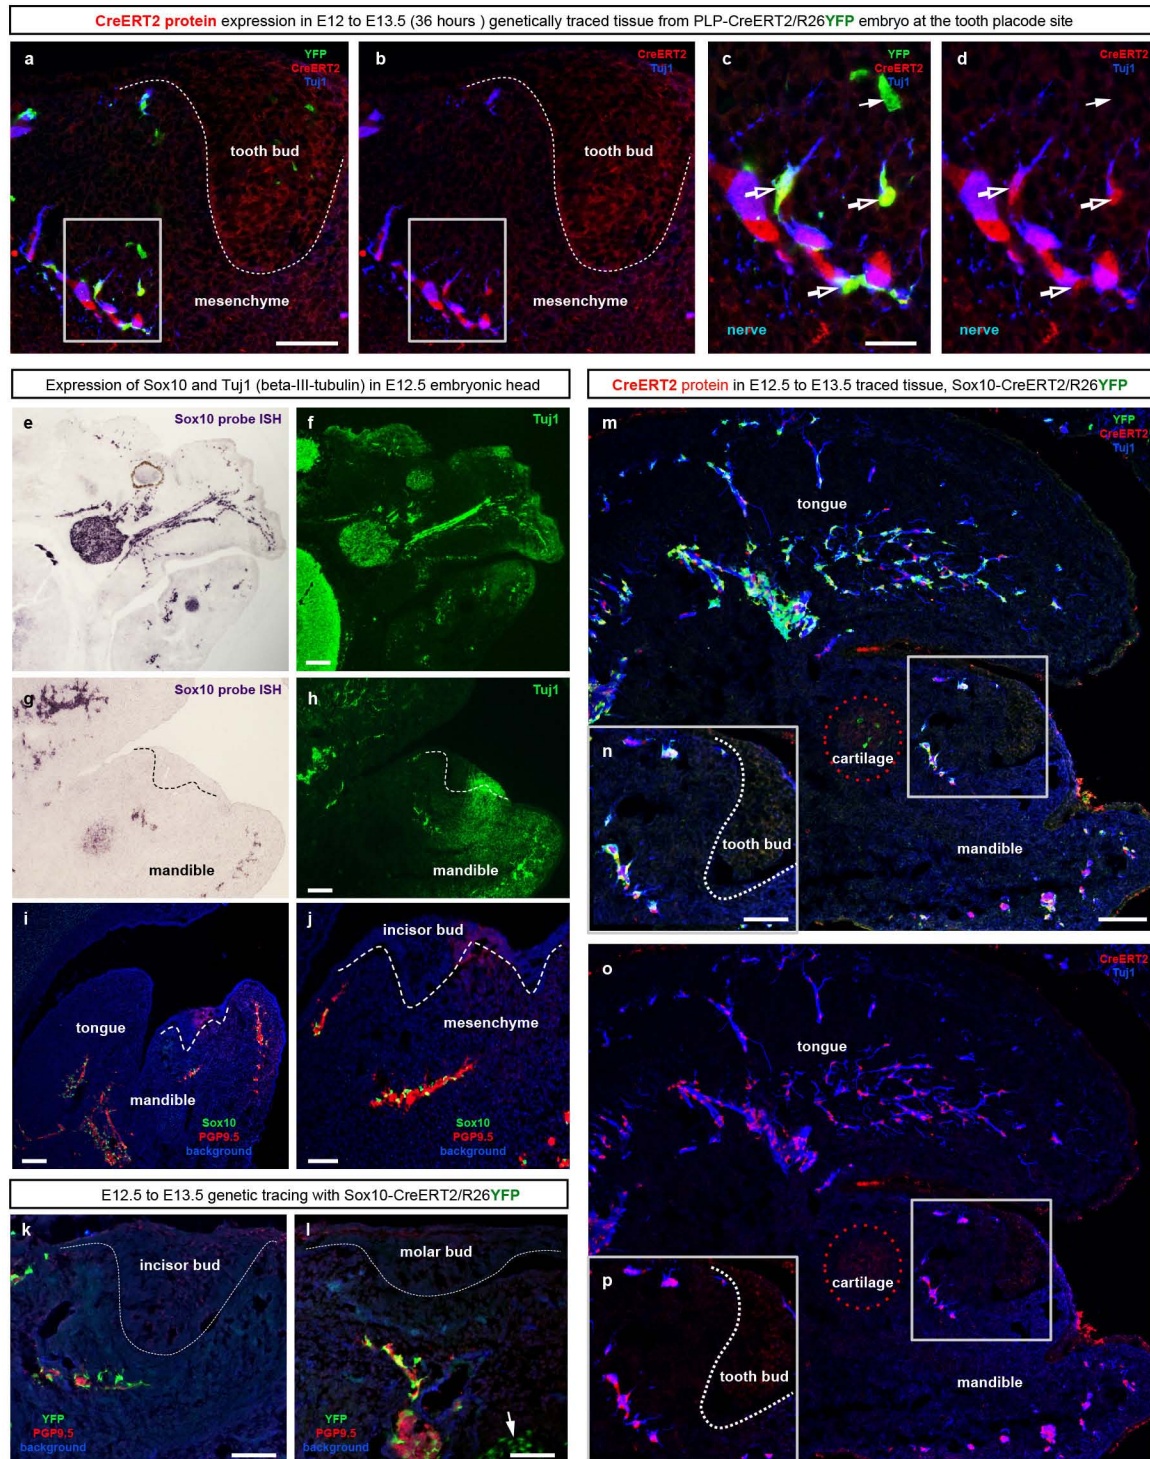 CreERT2 protein expression in E12 to E13.5 (36 hours ) genetically traced tissue from PLP-CreERT2/R26YFP embryo at the tooth placode site
a
YFP
CreERT2
Tuj1
tooth bud
mesenchyme
b
CreERT2
Tuj1
tooth bud
mesenchyme
c
YFP
CreERT2
Tuj1
nerve
d
CreERT2
Tuj1
nerve
Expression of Sox10 and Tuj1 (beta-III-tubulin) in E12.5 embryonic head
e
Sox10 probe ISH
f
Tuj1
g
Sox10 probe ISH
mandible
h
Tuj1
mandible
i
tongue
mandible
Sox10
PGP9.5
background
j
incisor bud
mesenchyme
Sox10
PGP9.5
background
E12.5 to E13.5 genetic tracing with Sox10-CreERT2/R26YFP
k
incisor bud
YFP
PGP9.5
background
l
molar bud
YFP
PGP9.5
background
CreERT2 protein in E12.5 to E13.5 traced tissue, Sox10-CreERT2/R26YFP
m
YFP
CreERT2
Tuj1
tongue
cartilage
mandible
n
tooth bud
o
CreERT2
Tuj1
tongue
cartilage
mandible
p
tooth bud